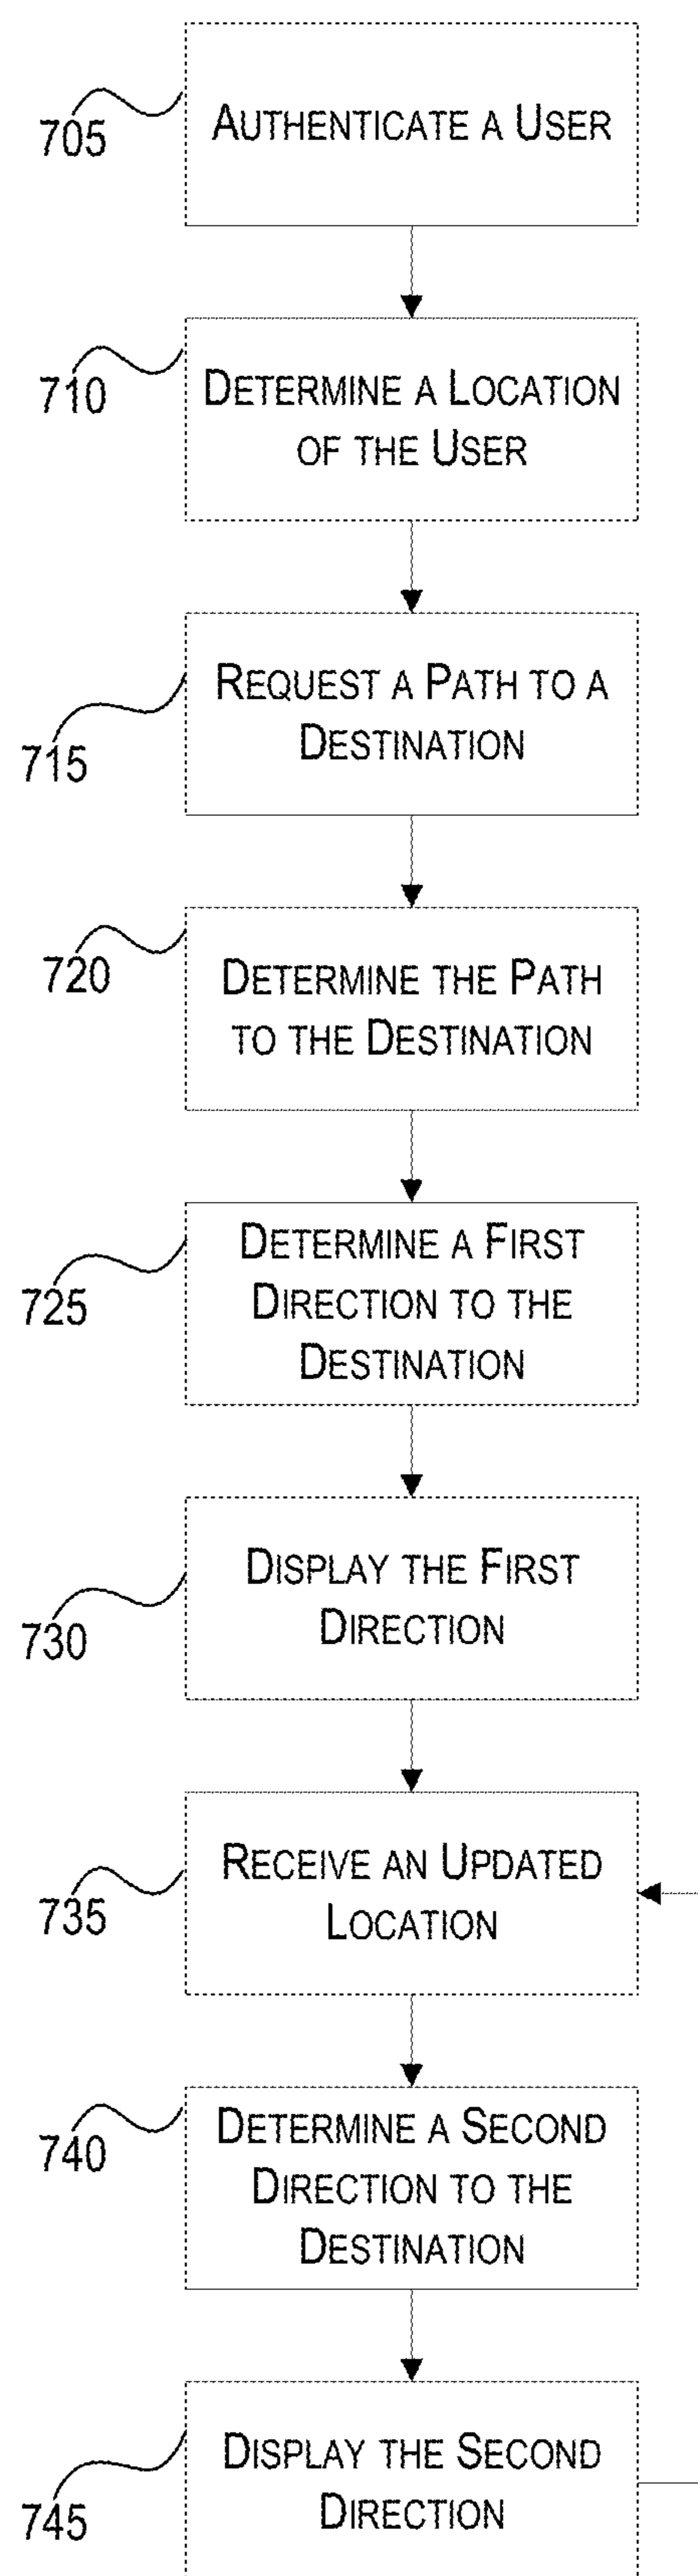 AUTHENTICATE A USER
705
DETERMINE A LOCATION
OF THE USER
710
REQUEST A PATH TO A
DESTINATION
715
DETERMINE THE PATH
TO THE DESTINATION
720
DETERMINE A FIRST
DIRECTION TO THE
DESTINATION
725
DISPLAY THE FIRST
DIRECTION
730
RECEIVE AN UPDATED
LOCATION
735
DETERMINE A SECOND
DIRECTION TO THE
DESTINATION
740
DISPLAY THE SECOND
DIRECTION
745